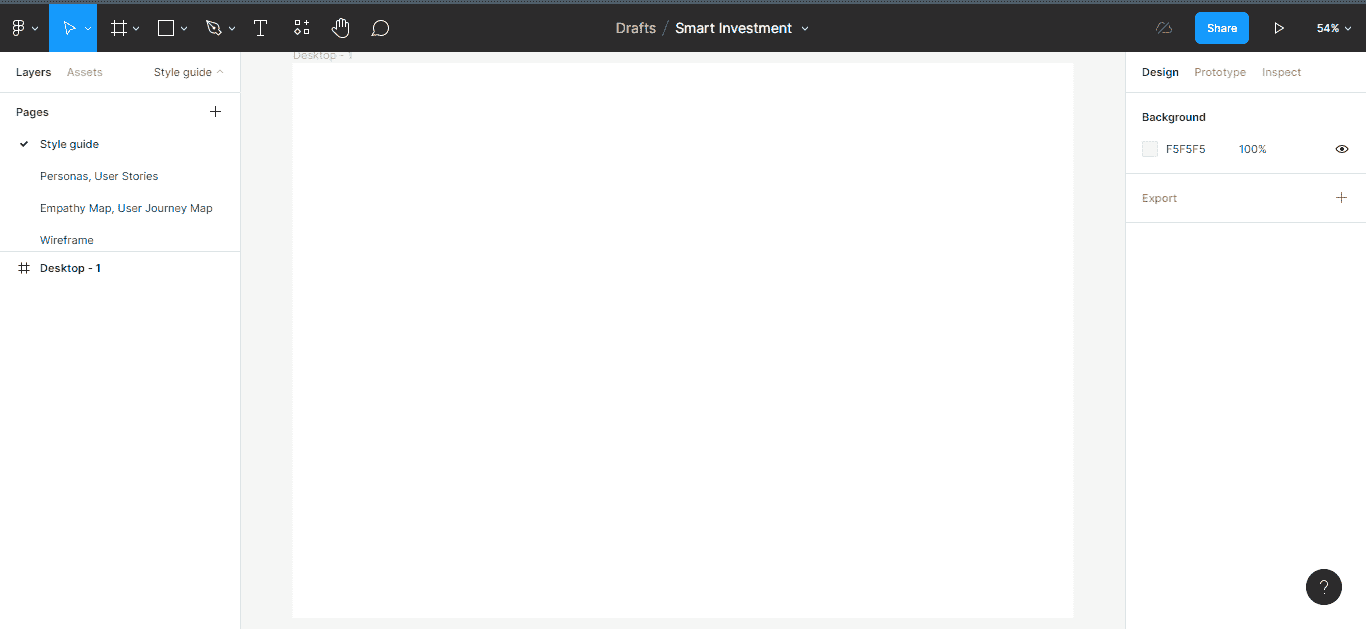 Drafts / Smart Investment
Share
54%
Layers Assets Style guide
Pages
Style guide
Personas, User Stories
Empathy Map, User Journey Map
Wireframe
Desktop - 1
Desktop - 1
Design Prototype Inspect
Background
F5F5F5 100%
Export
?